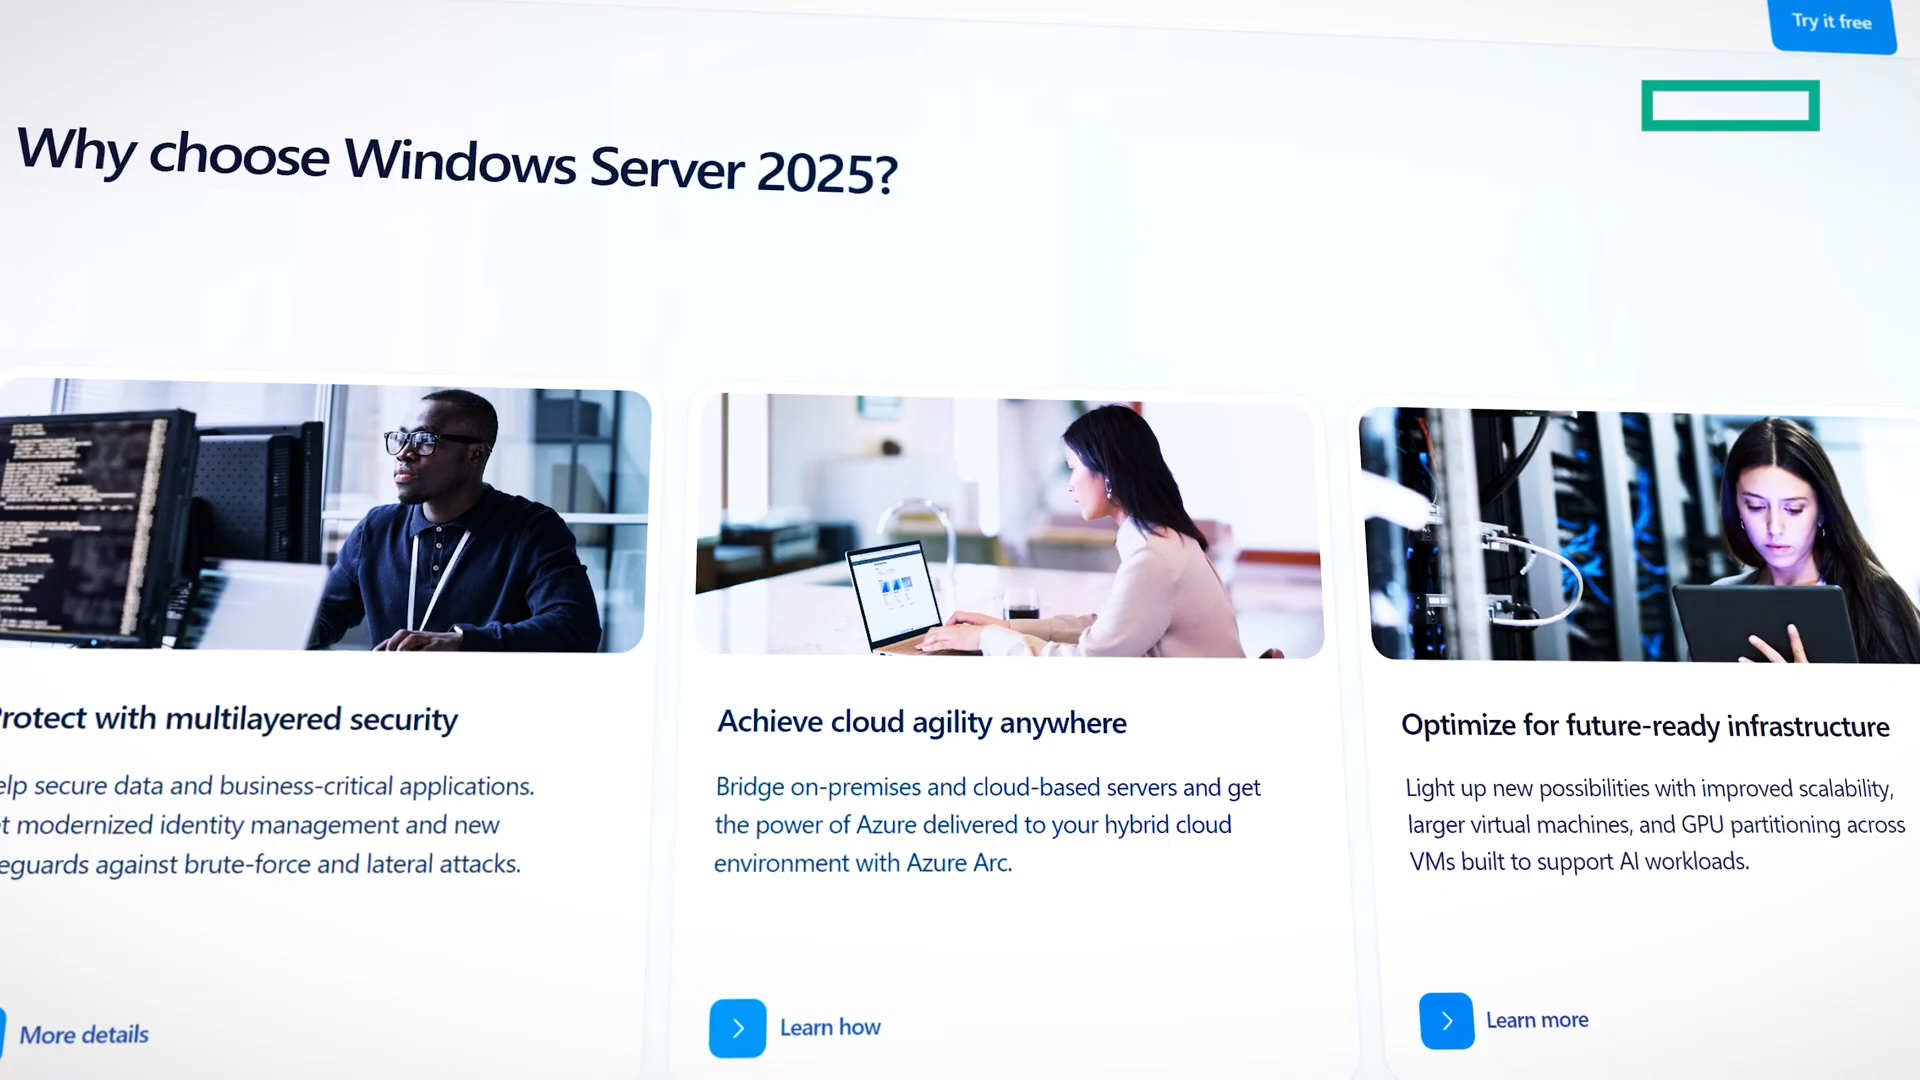 Try it free
Why choose Windows Server 2025?
Protect with multilayered security
secure data and business-critical applications.
modernized identity management and new
against brute-force and lateral attacks.
More details
Achieve cloud agility anywhere
Bridge on-premises and cloud-based servers and get
the power of Azure delivered to your hybrid cloud
environment with Azure Arc.
Learn how
Optimize for future-ready infrastructure
Light up new possibilities with improved scalability,
larger virtual machines, and GPU partitioning across
VMs built to support AI workloads.
Learn more